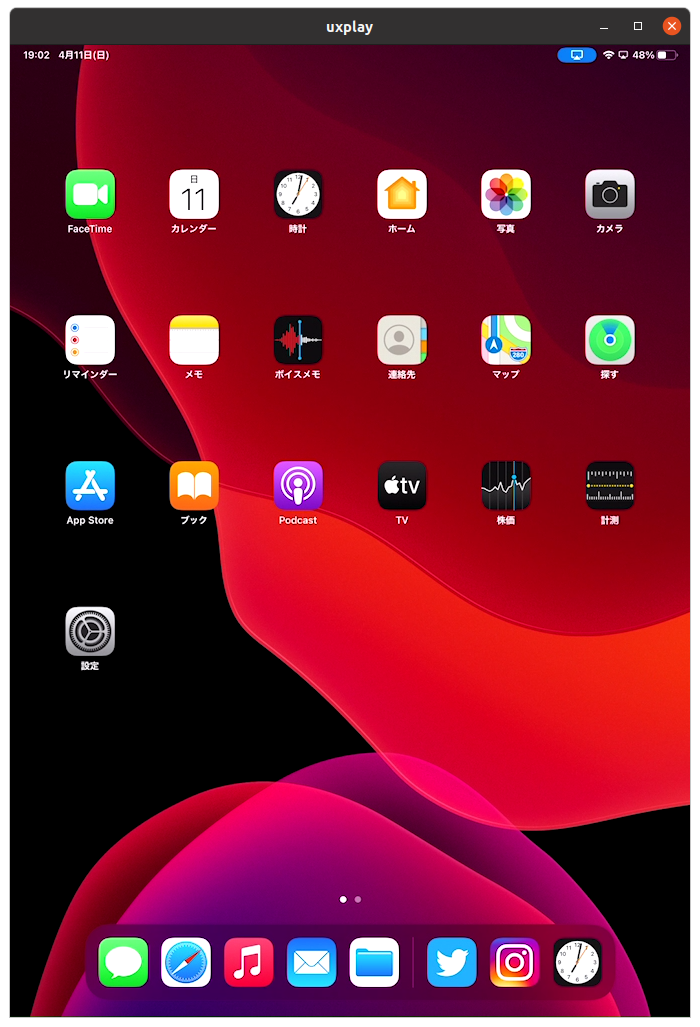 uxplay
19:02 4月11日(日) 48%
日
11
FaceTime カレンダー 時計 ホーム 写真 カメラ
280
リマインダー メモ ボイスメモ 連絡先 マップ 探す
tv
App Store ブック Podcast TV 株価 計測
設定